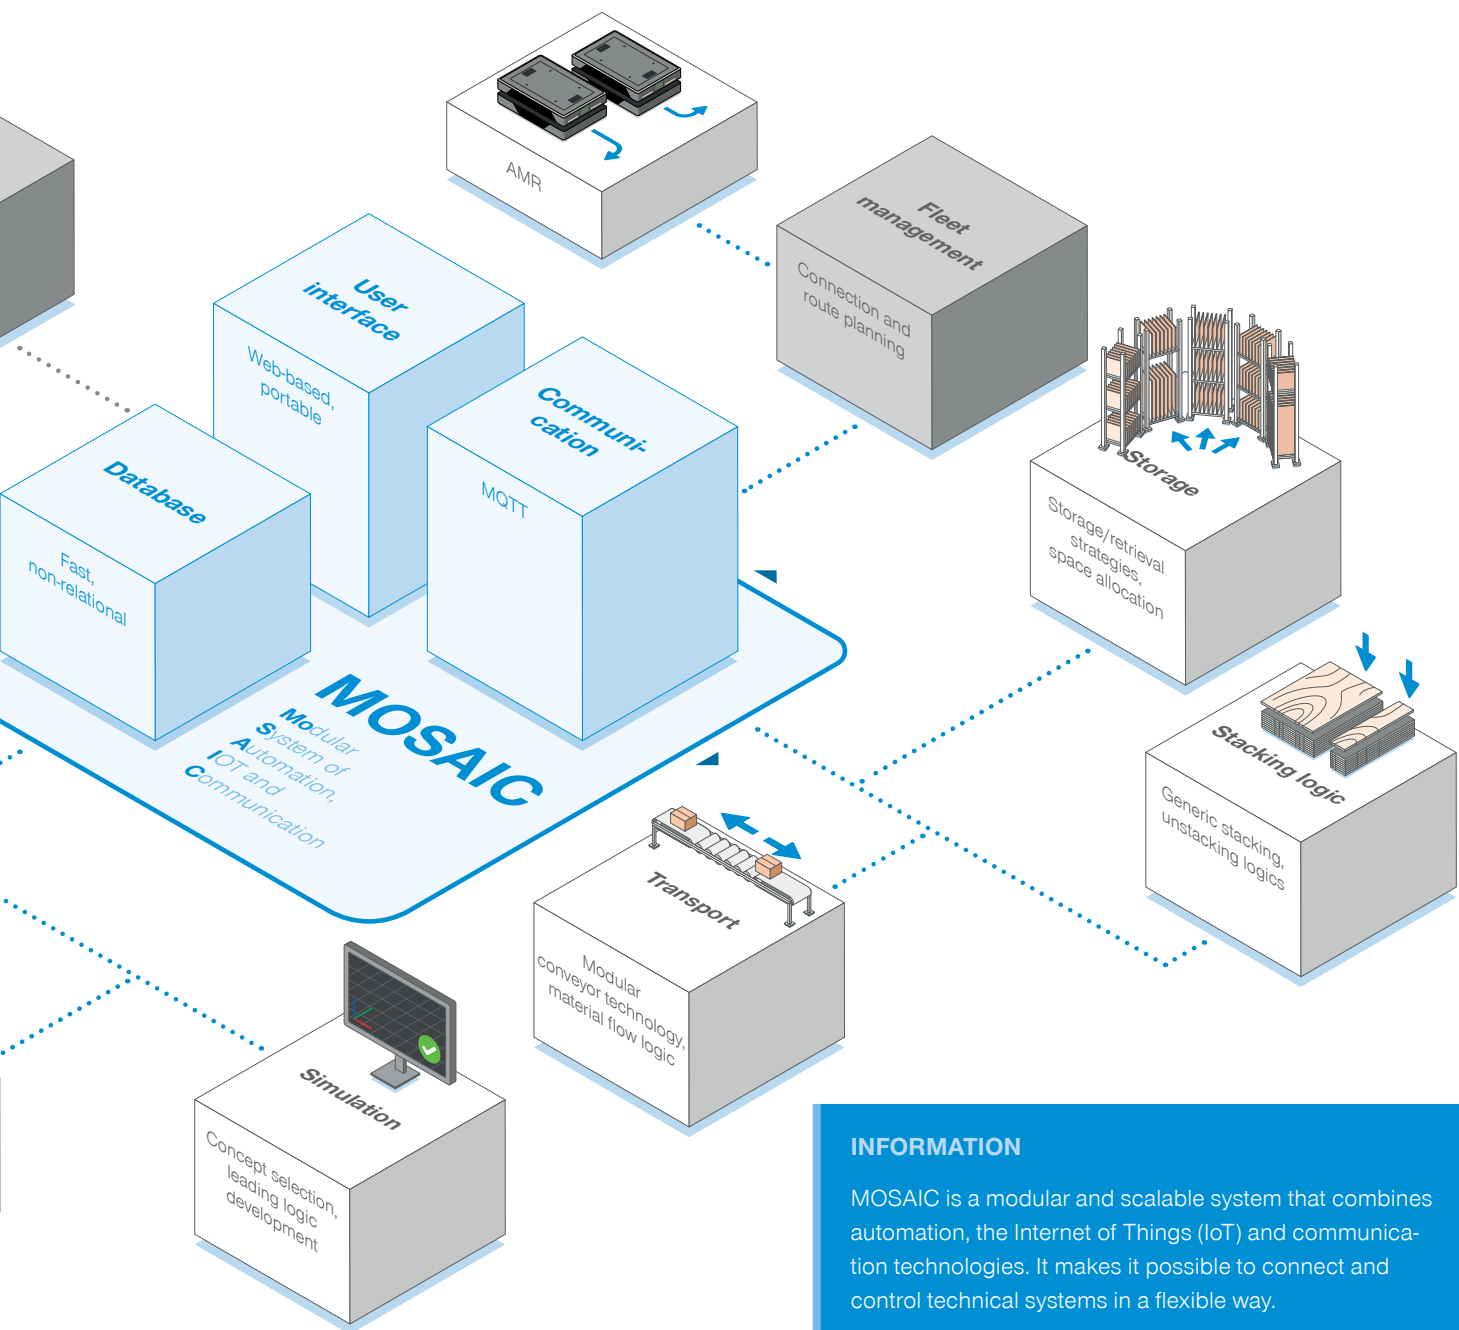 AMR
Fleet
management
Connection and
route planning
User
interface
Web-based,
portable
Communi-
cation
MQTT
Database
Fast,
non-relational
Storage
Storage/retrieval
strategies,
space allocation
MOSAIC
Modular
System of
Automation,
IOT and
Communication
Stacking logic
Generic stacking,
unstacking logics
Transport
Modular
conveyor technology,
material flow logic
Simulation
Concept selection,
leading logic
development
INFORMATION
MOSAIC is a modular and scalable system that combines
automation, the Internet of Things (IoT) and communica-
tion technologies. It makes it possible to connect and
control technical systems in a flexible way.